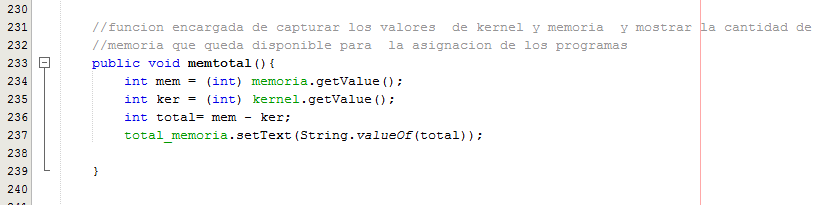 230
231 //funcion encargada de capturar los valores  de kernel y memoria  y mostrar la cantidad de
232 //memoria que queda disponible para  la asignacion de los programas
233 public void memtotal(){
234 int mem = (int) memoria.getValue();
235 int ker = (int) kernel.getValue();
236 int total= mem - ker;
237 total_memoria.setText(String.valueOf(total));
238
239 }
240